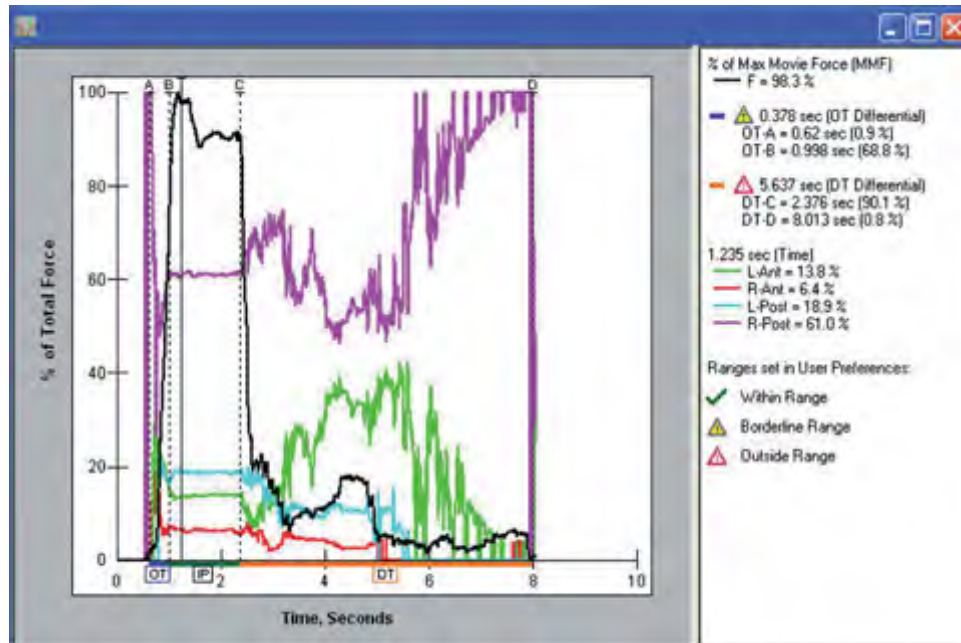 A B C D
100
80
60
40
20
0
% of Total Force
0 2 4 6 8 10
OT IP DT
Time, Seconds
% of Max Movie Force (MMF)
F = 98.3 %
0.378 sec (OT Differential)
OT-A = 0.62 sec (0.9 %)
OT-B = 0.998 sec (68.8 %)
5.637 sec (DT Differential)
DT-C = 2.376 sec (90.1 %)
DT-D = 8.013 sec (0.8 %)
1.235 sec (Time)
L-Ant = 13.8 %
R-Ant = 6.4 %
L-Post = 18.9 %
R-Post = 61.0 %
Ranges set in User Preferences:
Within Range
Borderline Range
Outside Range